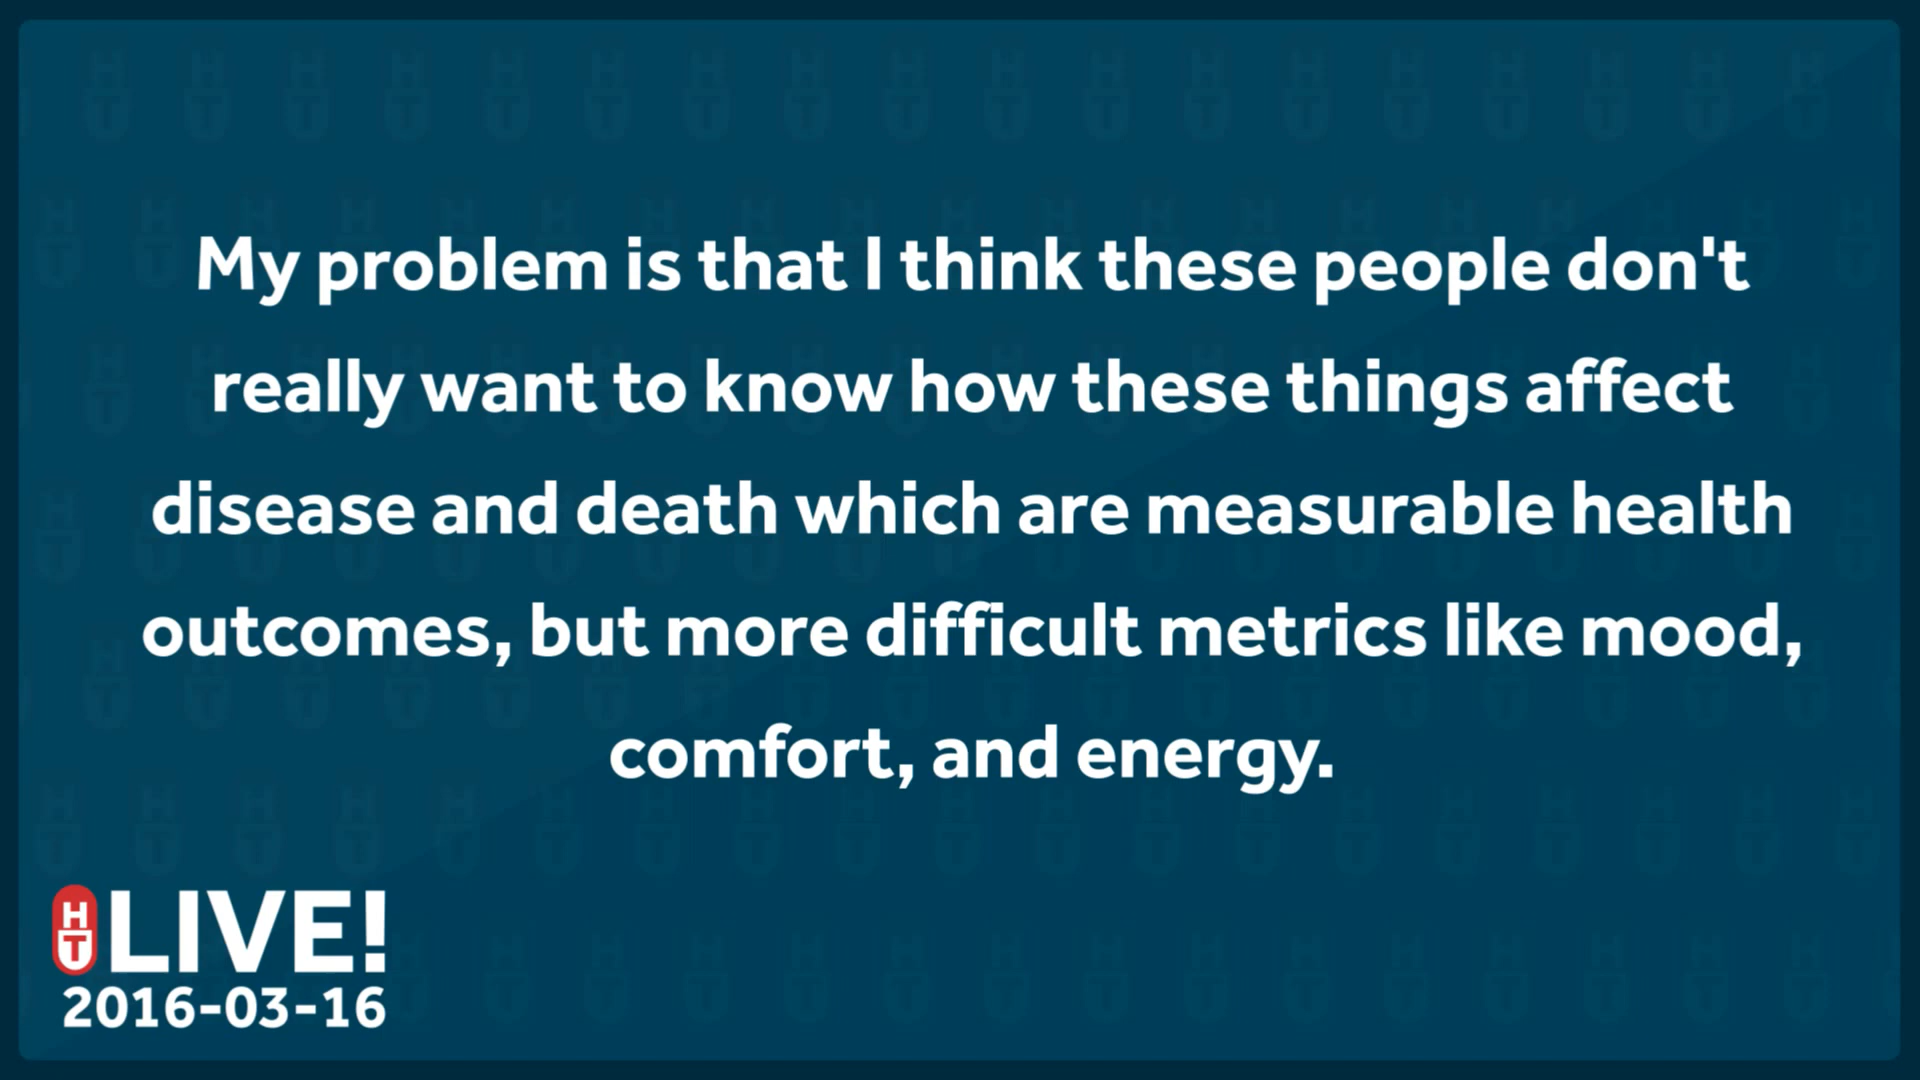 My problem is that I think these people don't
really want to know how these things affect
disease and death which are measurable health
outcomes, but more difficult metrics like mood,
comfort, and energy.
HT LIVE!
2016-03-16